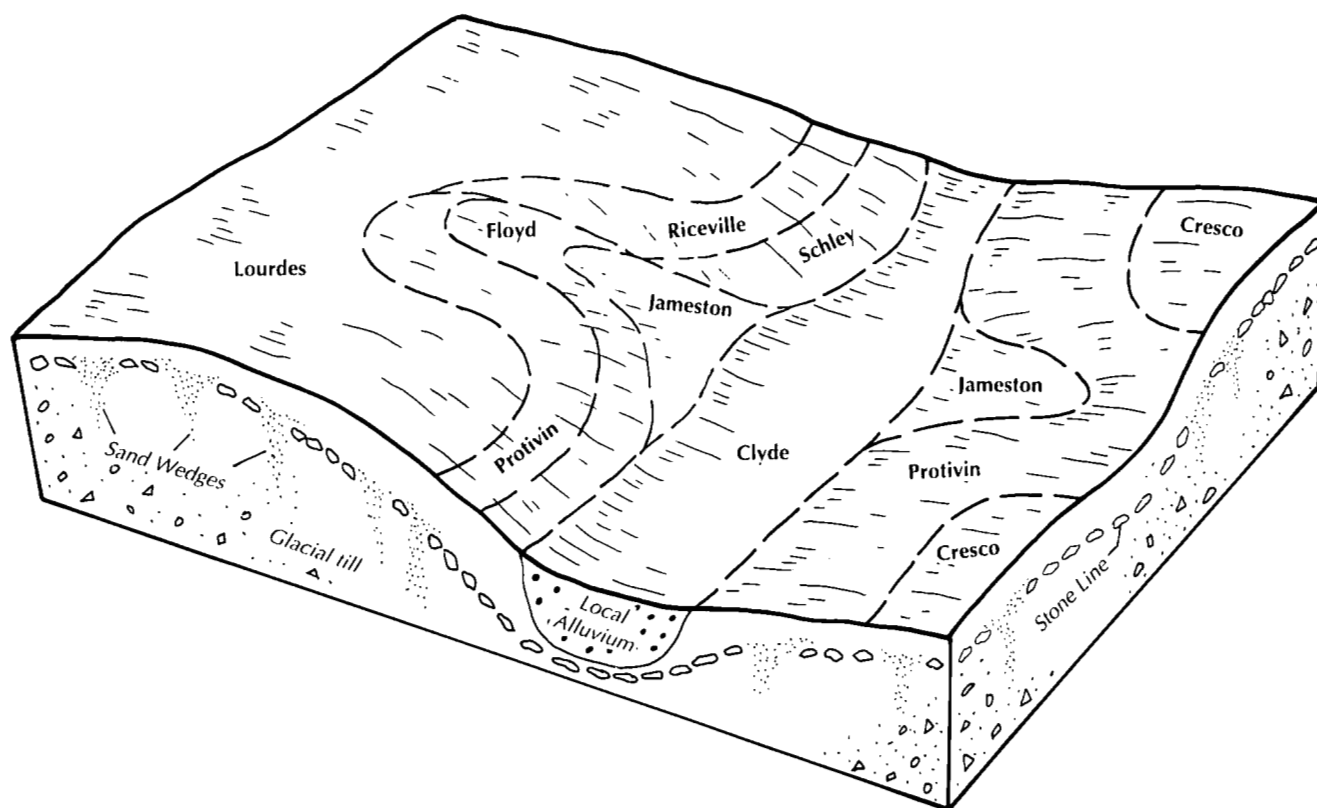 Cresco
Riceville
Floyd
Schley
Lourdes
Jameston
Jameston
Clyde
Protivin
Protivin
Sand Wedges
Cresco
Glacial till
Stone Line
Local
Alluvium